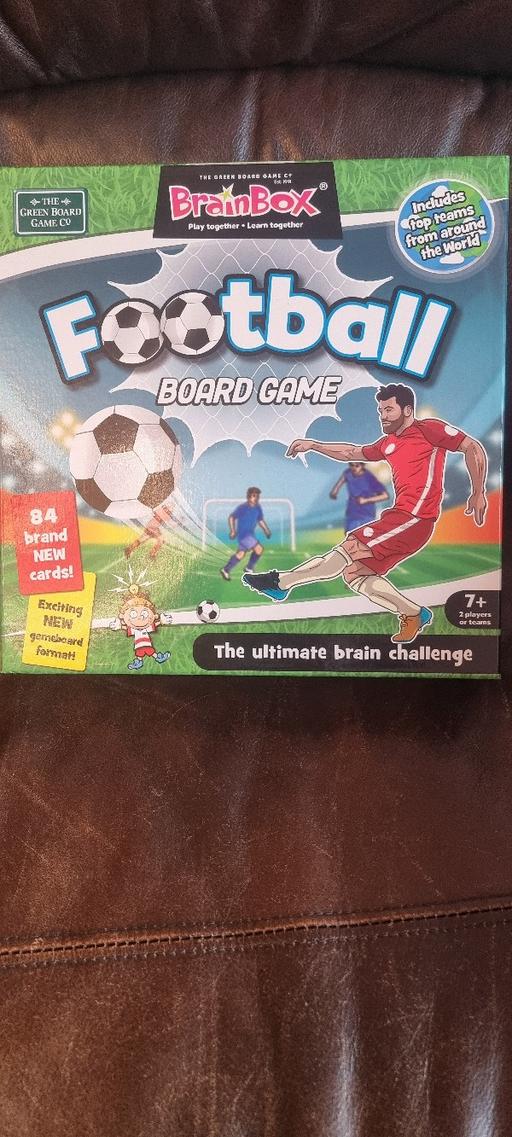 THE GREEN BOARD GAME Co
Est 1991
BrainBox®
Play together • Learn together
THE
GREEN BOARD
GAME Co
Includes
top teams
from around
the World
Football
BOARD GAME
84
brand
NEW
cards!
Exciting
NEW
gameboard
format!
7+
2 players
or teams
The ultimate brain challenge